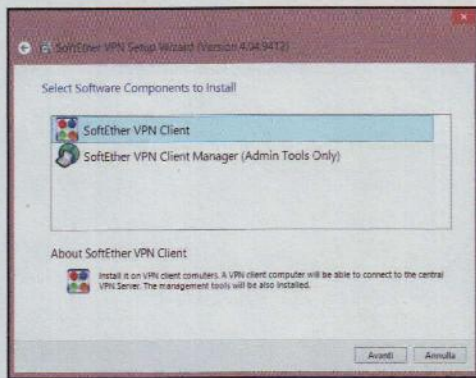 SoftEther VPN Setup Wizard (Version 4.04.9412)
Select Software Components to Install
SoftEther VPN Client
SoftEther VPN Client Manager (Admin Tools Only)
About SoftEther VPN Client
Install it on VPN client comuters. A VPN client computer will be able to connect to the central
VPN Server. The management tools will be also installed.
Avanti Annulla